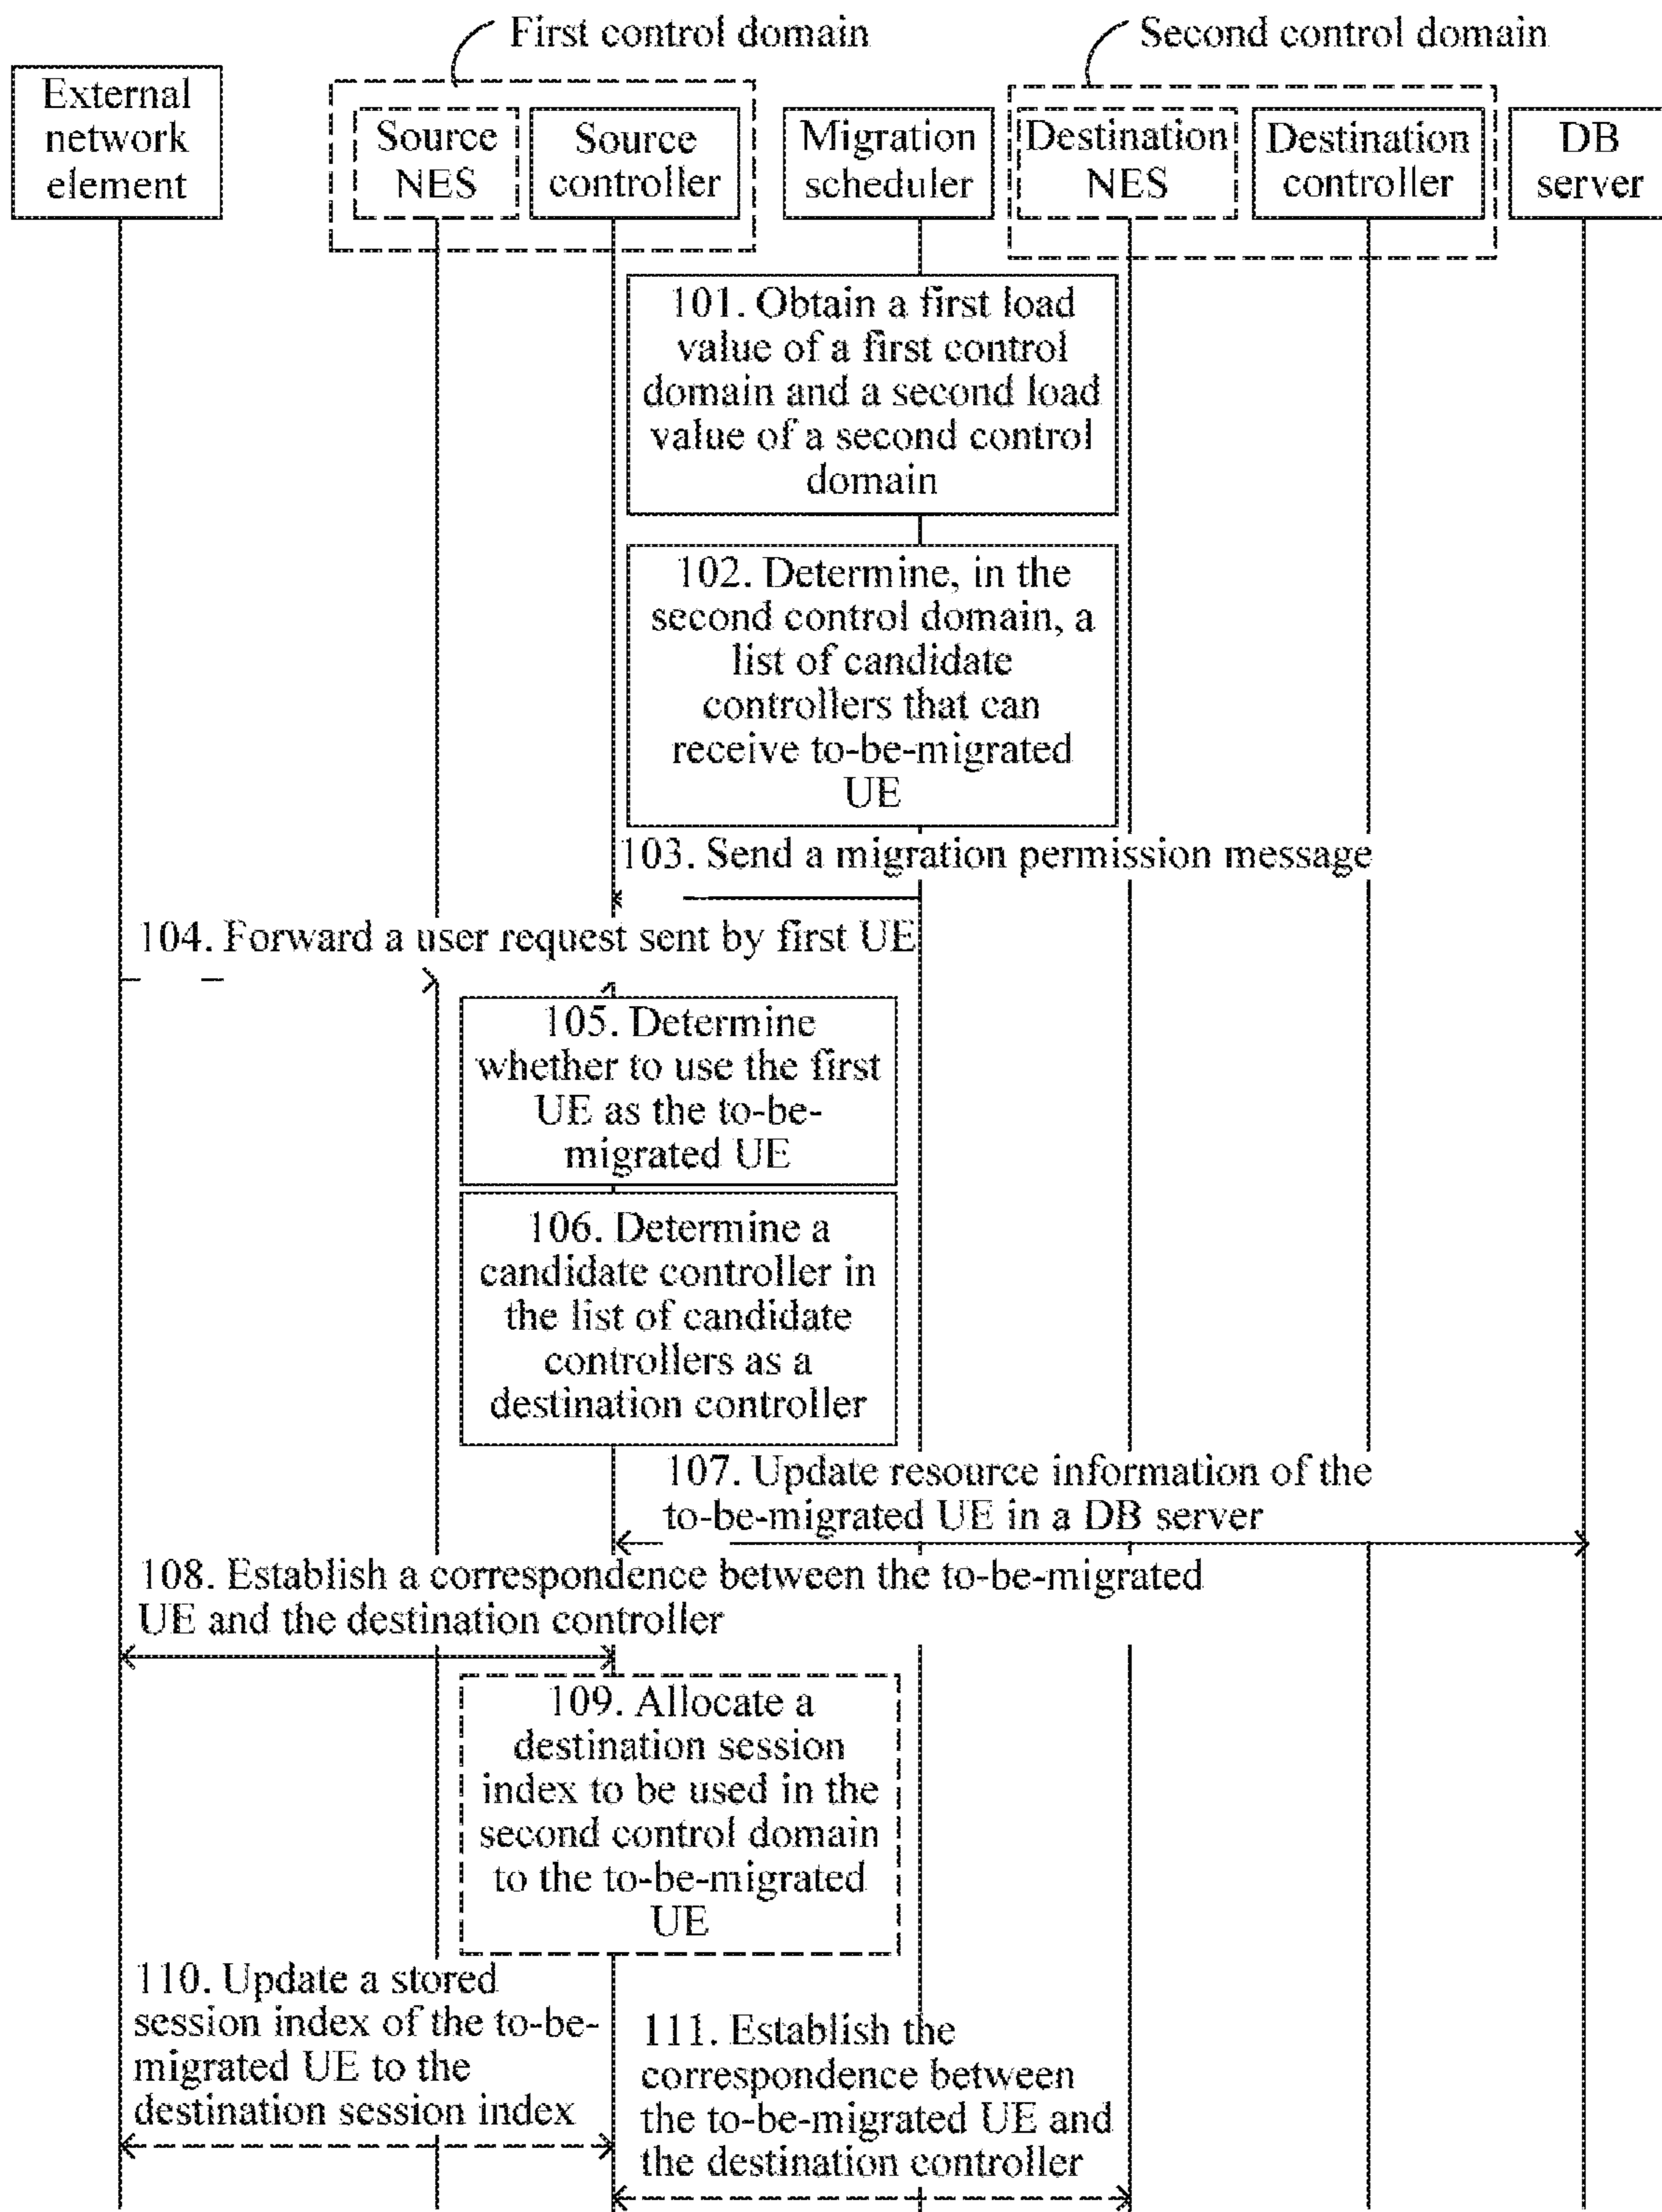 First control domain
Second control domain
External
network
element
Source
NES
Source
controller
Migration
scheduler
Destination
NES
Destination
controller
DB
server
101. Obtain a first load
value of a first control
domain and a second load
value of a second control
domain
102. Determine, in the
second control domain, a
list of candidate
controllers that can
receive to-be-migrated
UE
103. Send a migration permission message
104. Forward a user request sent by first UE
105. Determine
whether to use the first
UE as the to-be-
migrated UE
106. Determine a
candidate controller in
the list of candidate
controllers as a
destination controller
107. Update resource information of the
to-be-migrated UE in a DB server
108. Establish a correspondence between the to-be-migrated
UE and the destination controller
109. Allocate a
destination session
index to be used in the
second control domain
to the to-be-migrated
UE
110. Update a stored
session index of the to-be-
migrated UE to the
destination session index
111. Establish the
correspondence between
the to-be-migrated UE and
the destination controller